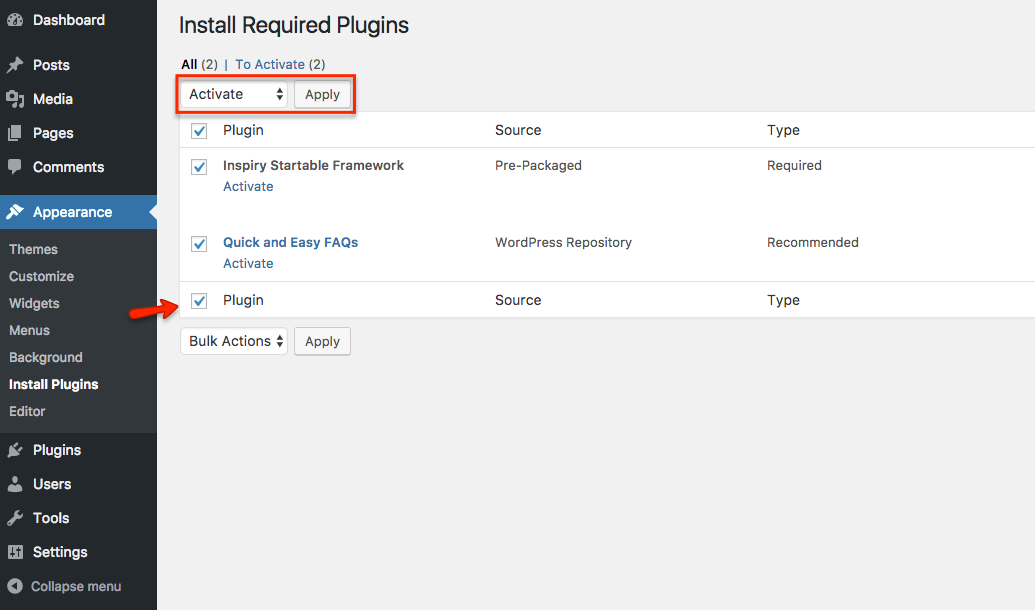 Dashboard
Posts
Media
Pages
Comments
Appearance
Themes
Customize
Widgets
Menus
Background
Install Plugins
Editor
Plugins
Users
Tools
Settings
Collapse menu
Install Required Plugins
All (2) | To Activate (2)
Activate Apply
Plugin Source Type
Inspiry Startable Framework Pre-Packaged Required
Activate
Quick and Easy FAQs WordPress Repository Recommended
Activate
Plugin Source Type
Bulk Actions Apply